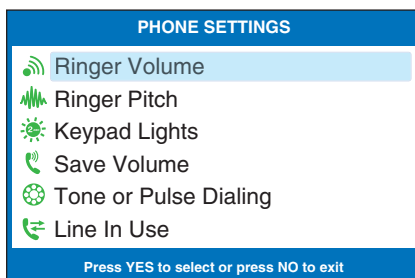 PHONE SETTINGS
Ringer Volume
Ringer Pitch
Keypad Lights
Save Volume
Tone or Pulse Dialing
Line In Use
Press YES to select or press NO to exit